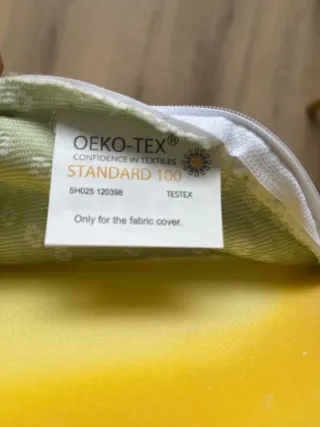 OEKO-TEX®
CONFIDENCE IN TEXTILES
STANDARD 100
SH025 120398 TESTEX
Only for the fabric cover.